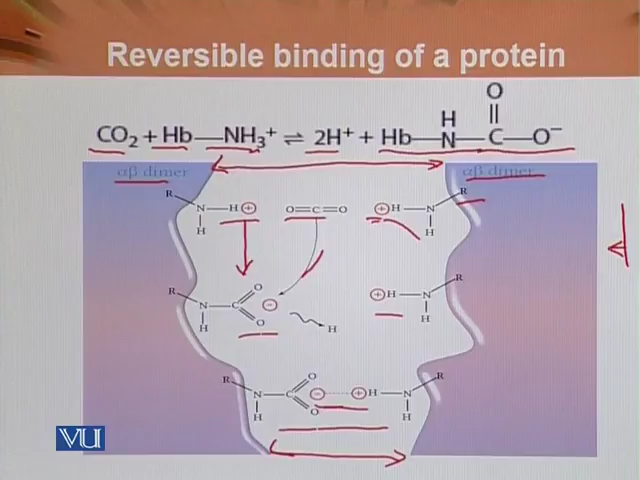 Reversible binding of a protein
O
H ||
CO₂ + Hb—NH₃⁺ ⇌ 2H⁺ + Hb—N—C—O⁻
αβ dimer αβ dimer
R R
N—H⊕ O=C=O ⊕H—N
H H
R O R
N—C ⊖ ⊕H—N
H O H H
R O R
N—C ⊖ ⊕H—N
H O H
VU